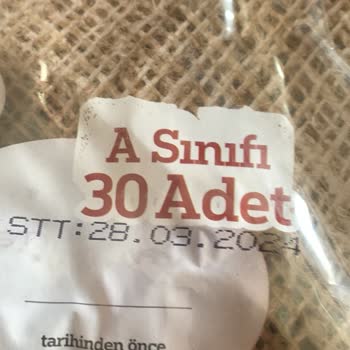 A Sınıfı
30 Adet
STT:28.03.2024
tarihinden önce